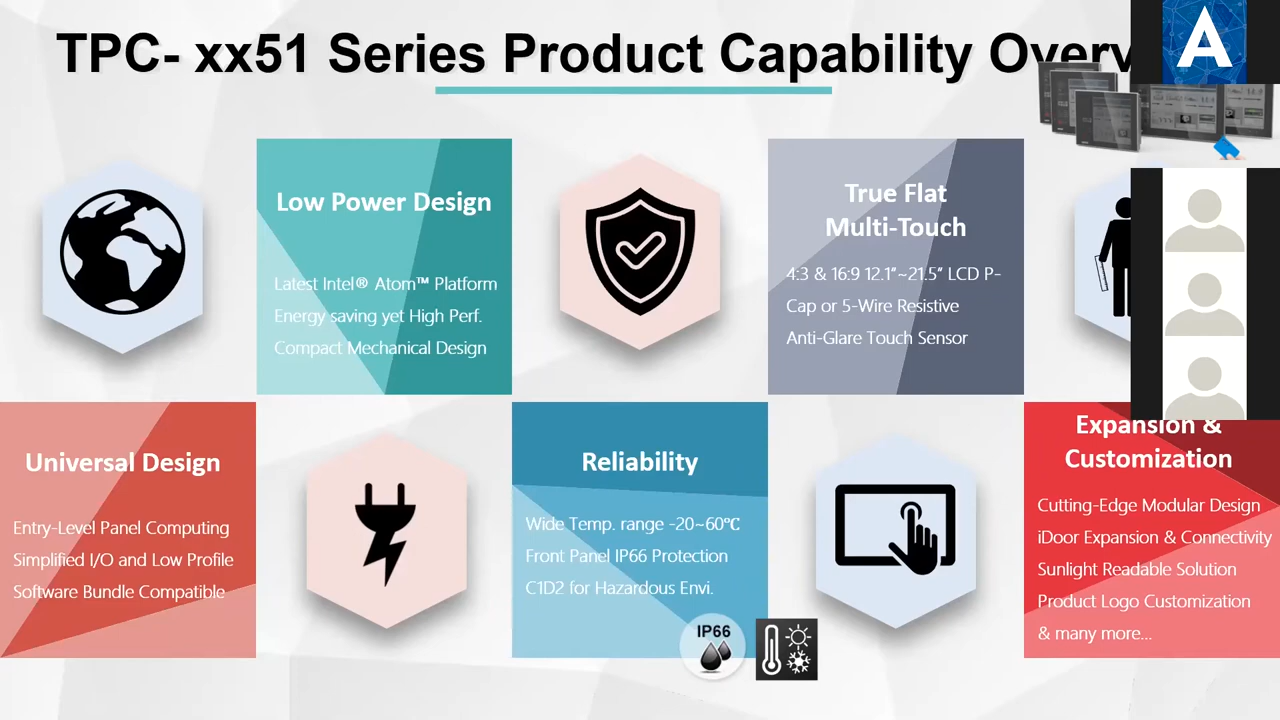 TPC- xx51 Series Product Capability
A
Low Power Design
Latest Intel® Atom™ Platform
Energy saving yet High Perf.
Compact Mechanical Design
True Flat
Multi-Touch
4:3 & 16:9 12.1”~21.5” LCD P-
Cap or 5-Wire Resistive
Anti-Glare Touch Sensor
Universal Design
Entry-Level Panel Computing
Simplified I/O and Low Profile
Software Bundle Compatible
Reliability
Wide Temp. range -20~60℃
Front Panel IP66 Protection
C1D2 for Hazardous Envi.
IP66
Expansion &
Customization
Cutting-Edge Modular Design
iDoor Expansion & Connectivity
Sunlight Readable Solution
Product Logo Customization
& many more...